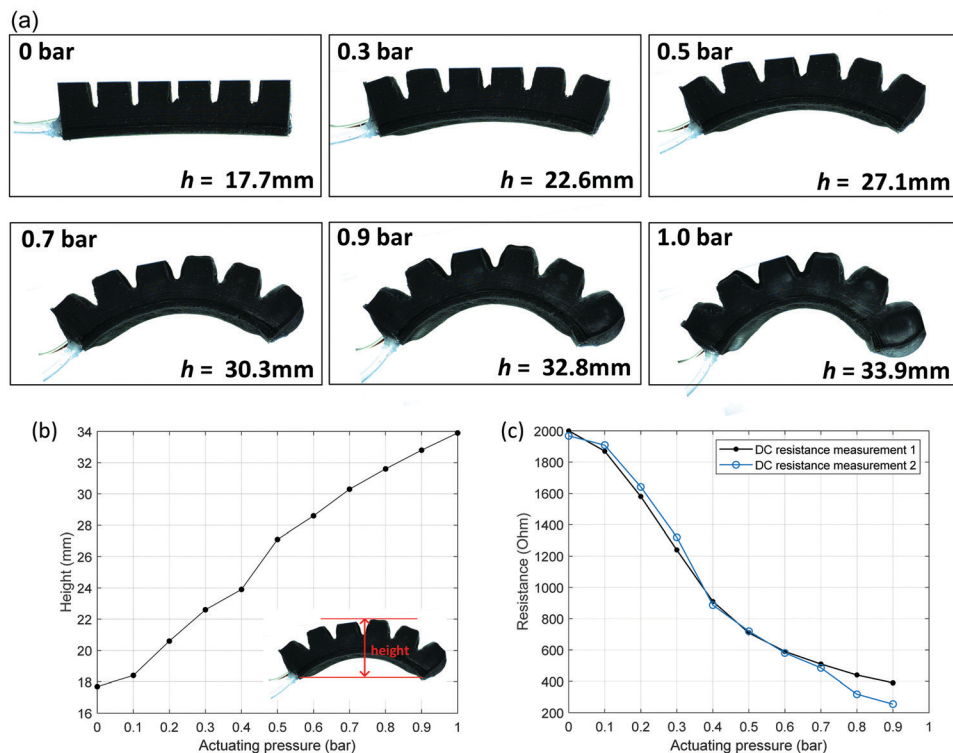 (a)
0 bar
h = 17.7mm
0.3 bar
h = 22.6mm
0.5 bar
h = 27.1mm
0.7 bar
h = 30.3mm
0.9 bar
h = 32.8mm
1.0 bar
h = 33.9mm
(b)
34
32
30
28
26
24
22
20
18
16
Height (mm)
height
0 0.1 0.2 0.3 0.4 0.5 0.6 0.7 0.8 0.9 1
Actuating pressure (bar)
(c)
2000
1800
1600
1400
1200
1000
800
600
400
200
Resistance (Ohm)
DC resistance measurement 1
DC resistance measurement 2
0 0.1 0.2 0.3 0.4 0.5 0.6 0.7 0.8 0.9 1
Actuating pressure (bar)